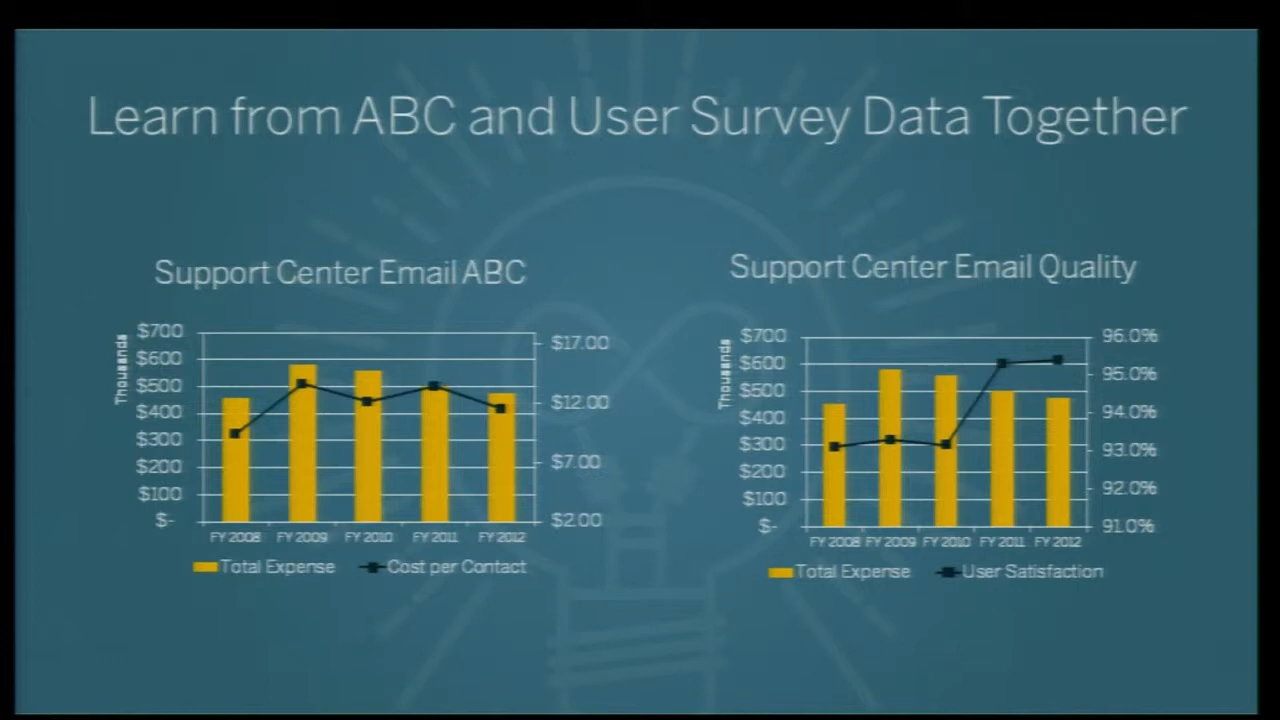 Learn from ABC and User Survey Data Together
Support Center Email ABC
Thousands
$700
$600
$500
$400
$300
$200
$100
$-
$17.00
$12.00
$7.00
$2.00
FY 2008 FY 2009 FY 2010 FY 2011 FY 2012
Total Expense Cost per Contact
Support Center Email Quality
Thousands
$700
$600
$500
$400
$300
$200
$100
$-
96.0%
95.0%
94.0%
93.0%
92.0%
91.0%
FY 2008 FY 2009 FY 2010 FY 2011 FY 2012
Total Expense User Satisfaction